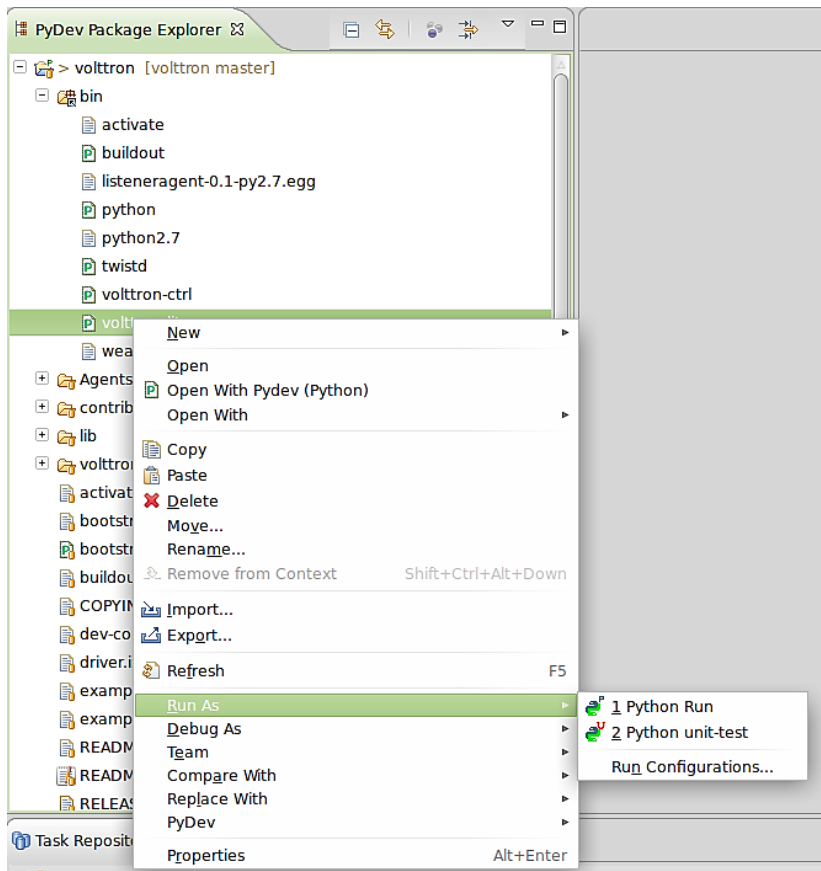 PyDev Package Explorer
> volttron [volttron master]
bin
activate
buildout
listeneragent-0.1-py2.7.egg
python
python2.7
twistd
volttron-ctrl
Agents
contrib
lib
New
Open
Open With Pydev (Python)
Open With
Copy
Paste
Delete
Move...
Rename...
Remove from Context Shift+Ctrl+Alt+Down
Import...
Export...
Refresh F5
Run As
Debug As
Team
Compare With
Replace With
PyDev
Properties Alt+Enter
1 Python Run
2 Python unit-test
Run Configurations...
Task Reposit